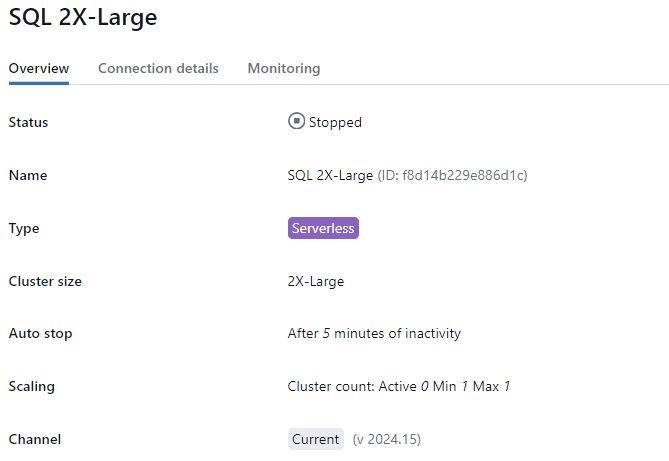 SQL 2X-Large
Overview Connection details Monitoring
Status Stopped
Name SQL 2X-Large (ID: f8d14b229e886d1c)
Type Serverless
Cluster size 2X-Large
Auto stop After 5 minutes of inactivity
Scaling Cluster count: Active 0 Min 1 Max 1
Channel Current (v 2024.15)